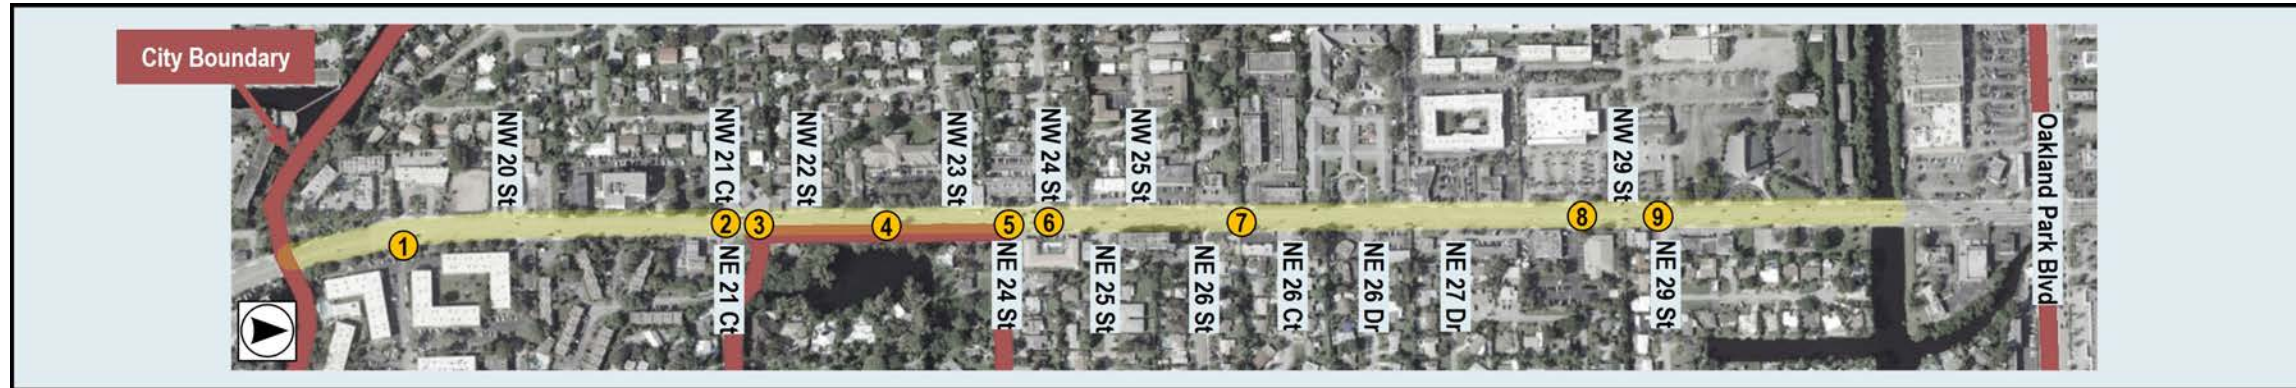 City Boundary
NW 20 St
NW 21 Ct
NW 22 St
NW 23 St
NW 24 St
NW 25 St
NW 29 St
Oakland Park Blvd
1
2
3
4
5
6
7
8
9
NE 21 Ct
NE 24 St
NE 25 St
NE 26 St
NE 26 Ct
NE 26 Dr
NE 27 Dr
NE 29 St